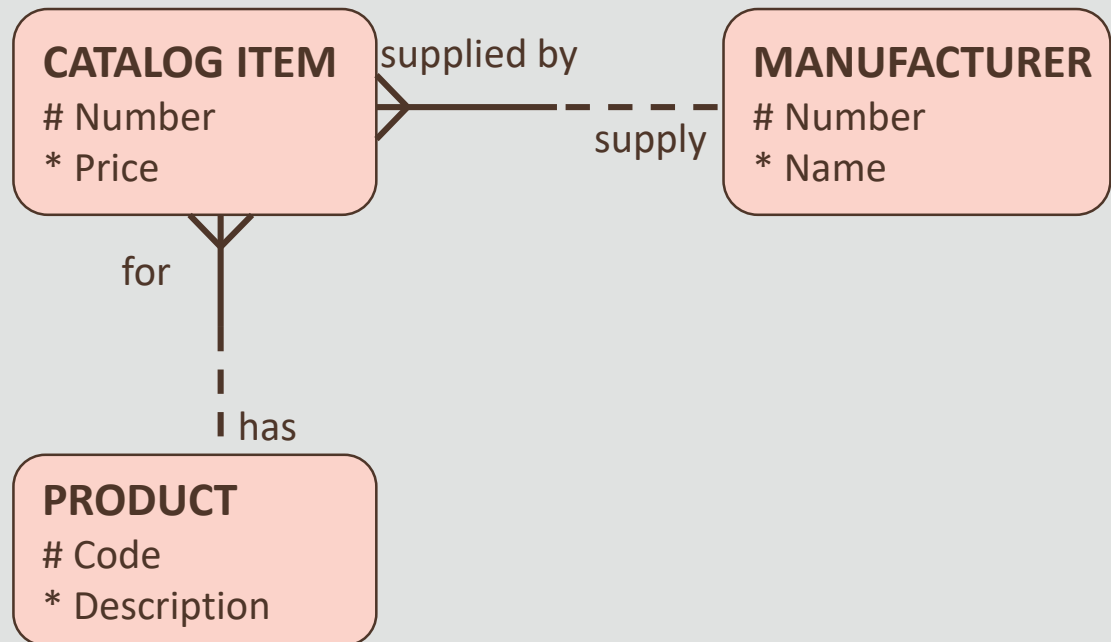 CATALOG ITEM
# Number
* Price
supplied by
supply
MANUFACTURER
# Number
* Name
for
has
PRODUCT
# Code
* Description